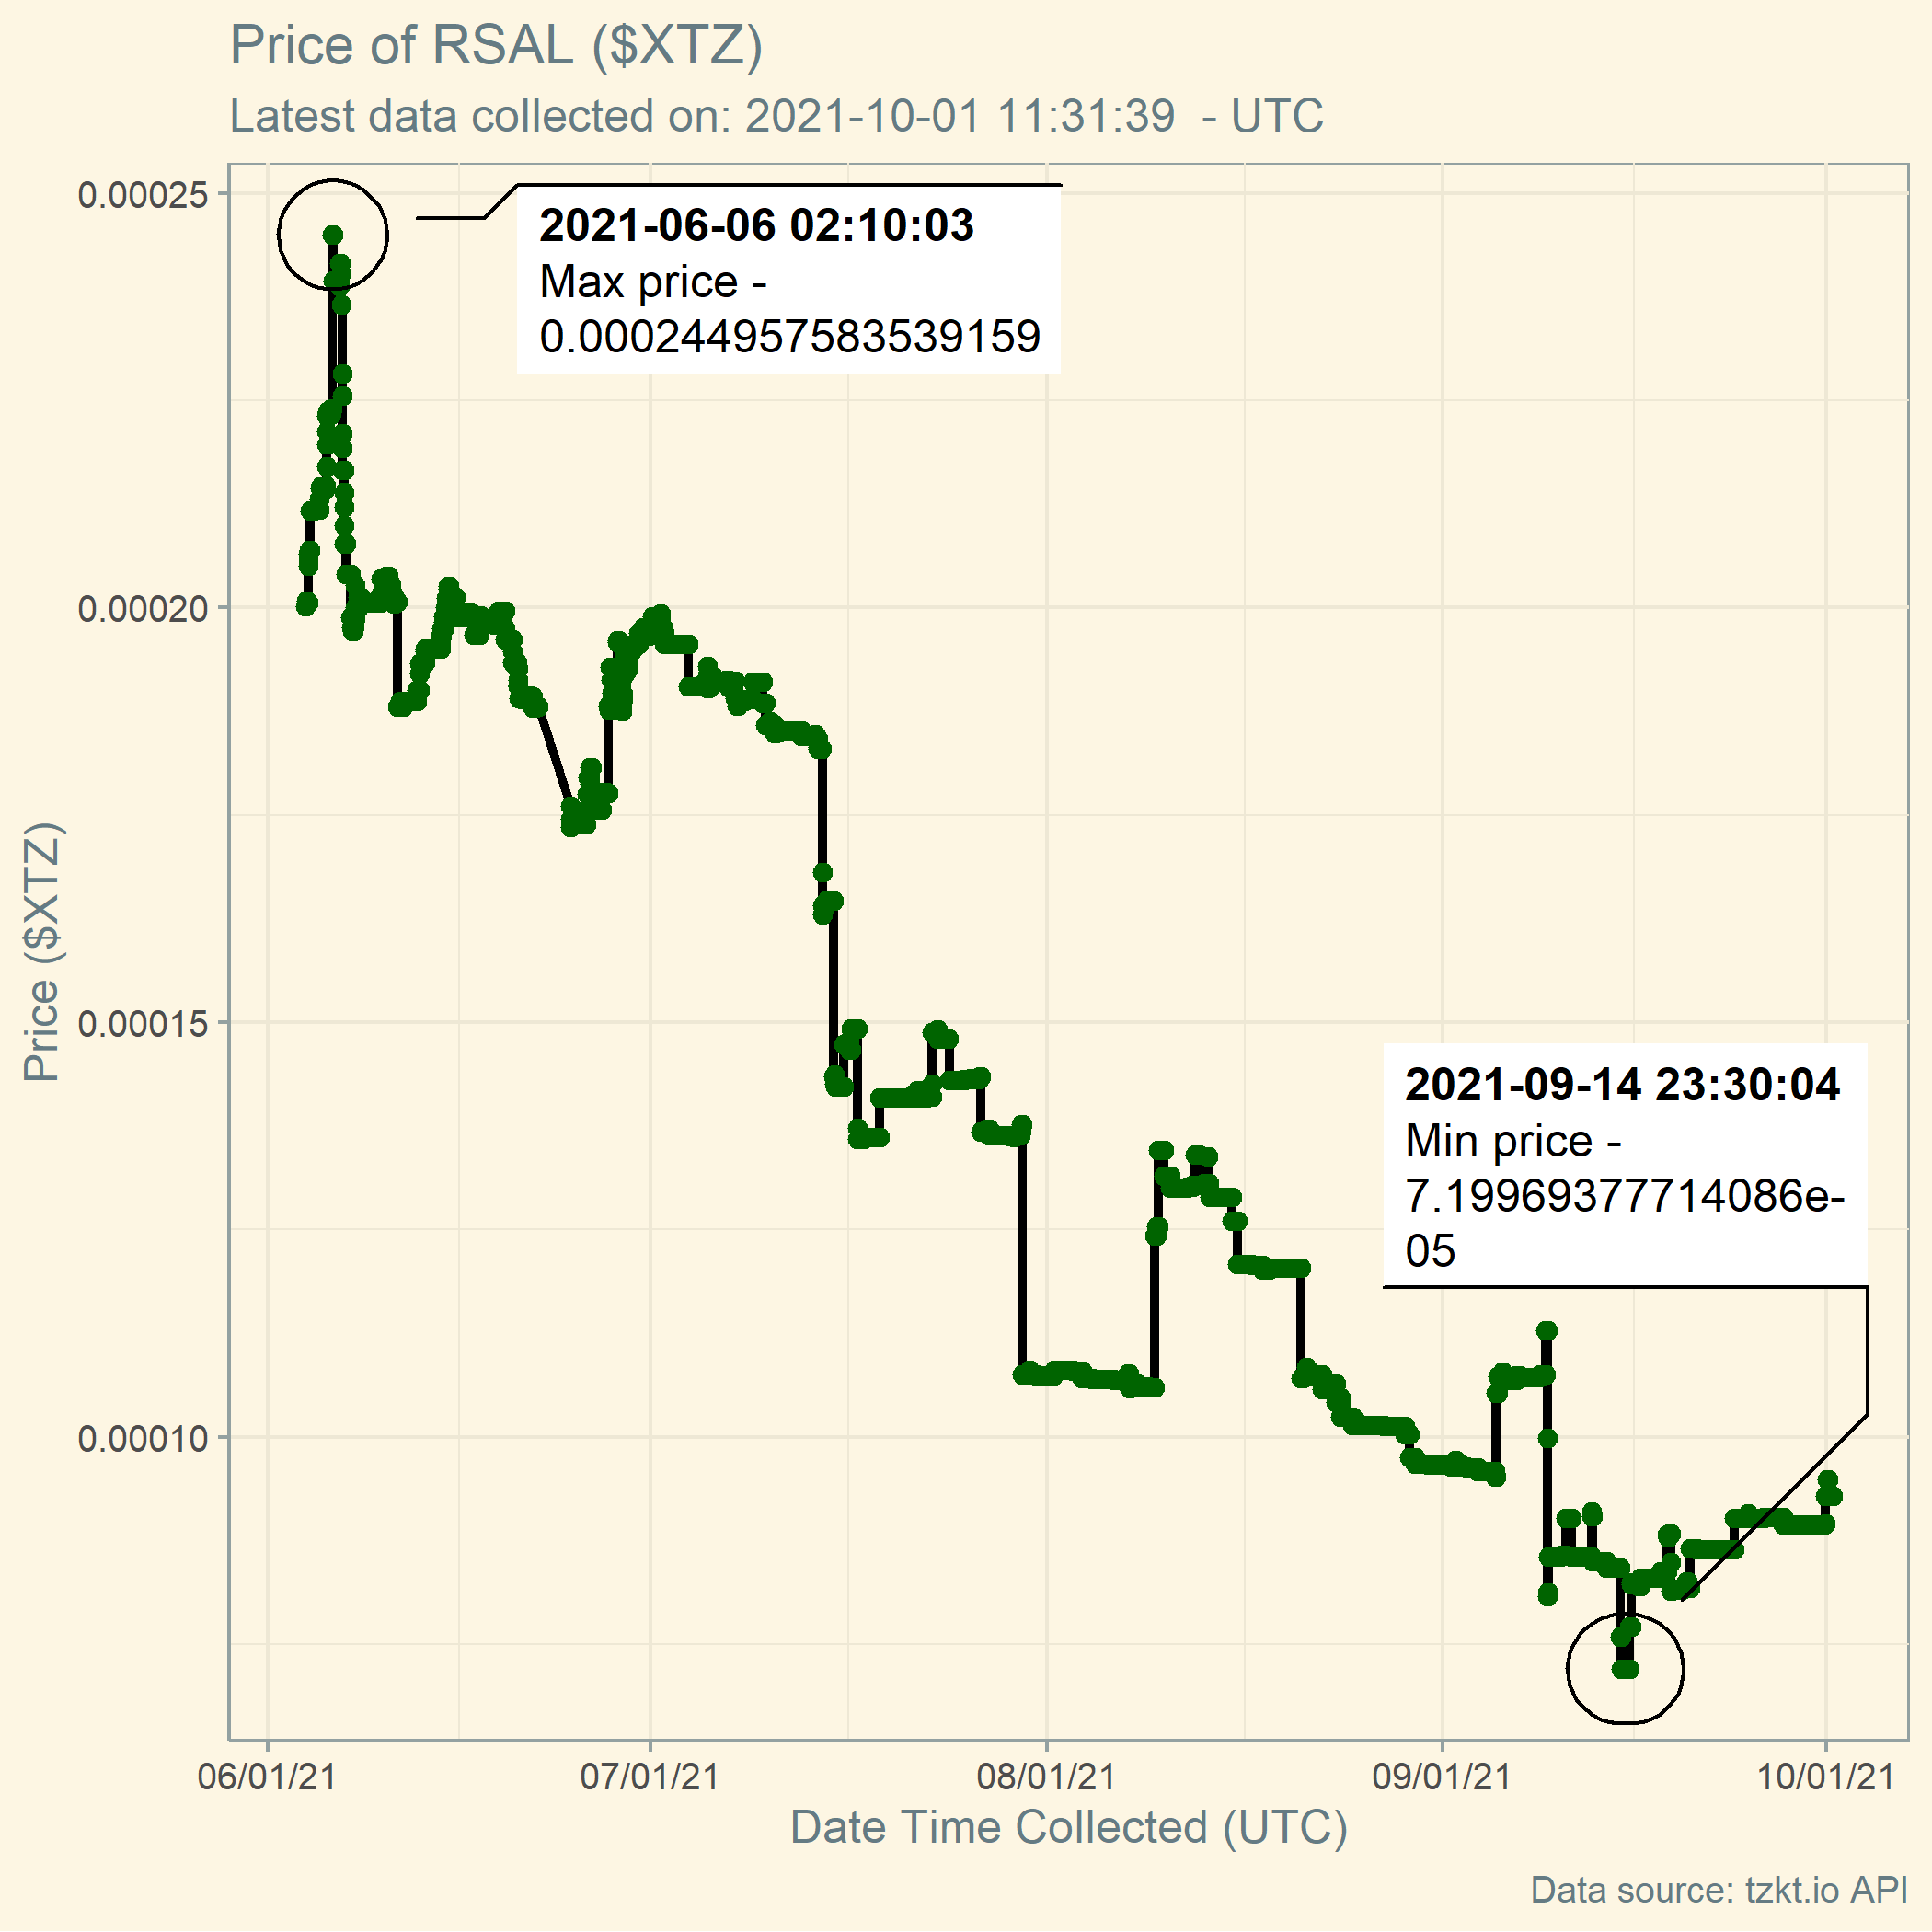 Price of RSAL ($XTZ)
Latest data collected on: 2021-10-01 11:31:39  - UTC
0.00025
0.00020
0.00015
0.00010
Price ($XTZ)
2021-06-06 02:10:03
Max price -
0.000244957583539159
2021-09-14 23:30:04
Min price -
7.19969377714086e-
05
06/01/21
07/01/21
08/01/21
09/01/21
10/01/21
Date Time Collected (UTC)
Data source: tzkt.io API